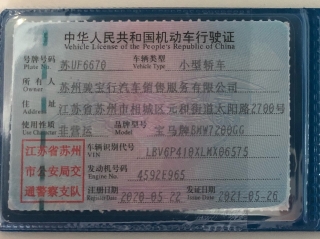 中华人民共和国机动车行驶证
Vehicle License of the People's Republic of China
号牌号码 苏UF6670 车辆类型 小型轿车
Plate No. Vehicle Type
所有人 苏州骏宝行汽车销售服务有限公司
Owner
住址 江苏省苏州市相城区元和街道太阳路2700号
Address
使用性质 非营运 品牌型号 宝马牌BMW7200GG
Use Character Model
江苏省苏州 车辆识别代号
市公安局交 VIN
通警察支队 发动机号码 4592E965
Engine No.
注册日期 2020-05-22 发证日期 2021-05-26
Register Date Issue Date